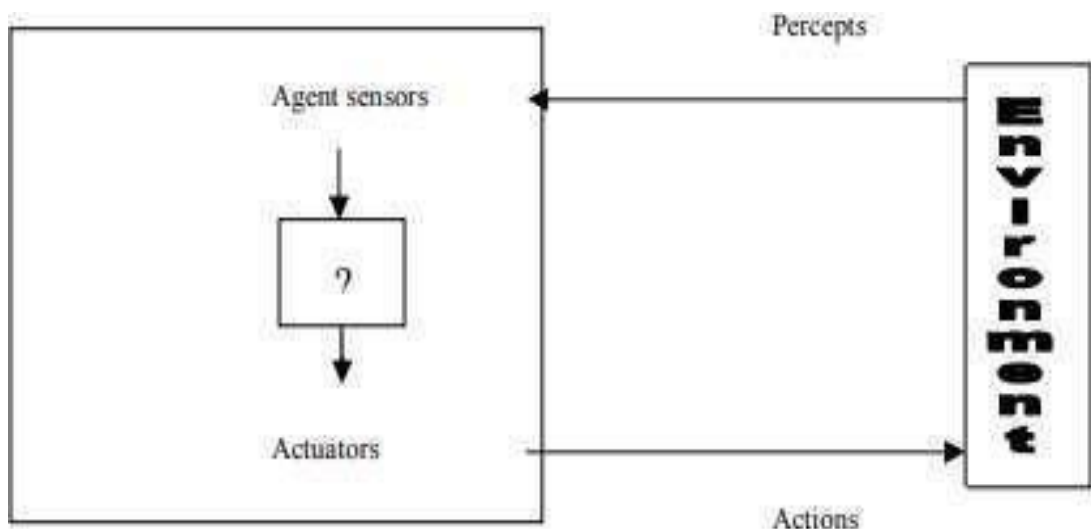 Percepts
Agent sensors
?
Actuators
Actions
Environment